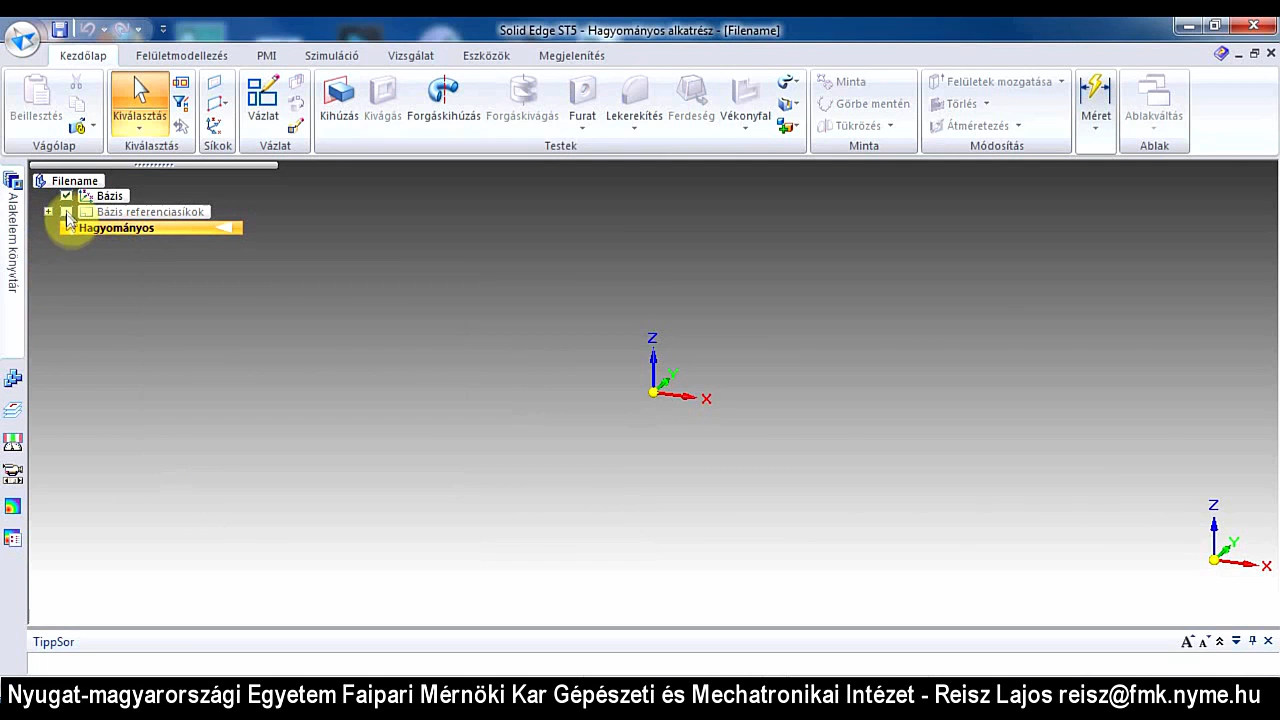 Solid Edge ST5 - Hagyományos alkatrész - [Filename]
Kezdőlap
Felületmodellezés
PMI
Szimuláció
Vizsgálat
Eszközök
Megjelenítés
Beillesztés
Kiválasztás
Vázlat
Kihúzás
Kivágás
Forgáskihúzás
Forgáskivágás
Furat
Lekerekítés
Ferdeség
Vékonyfal
Minta
Görbe mentén
Tükrözés
Felületek mozgatása
Törlés
Átméretezés
Méret
Ablakváltás
Vágólap
Kiválasztás
Síkok
Vázlat
Testek
Minta
Módosítás
Ablak
Alakelem könyvtár
Filename
Bázis
Bázis referenciasíkok
Hagyományos
Z
Y
X
Z
Y
X
TippSor
Nyugat-magyarországi Egyetem Faipari Mérnöki Kar Gépészeti és Mechatronikai Intézet - Reisz Lajos reisz@fmk.nyme.hu